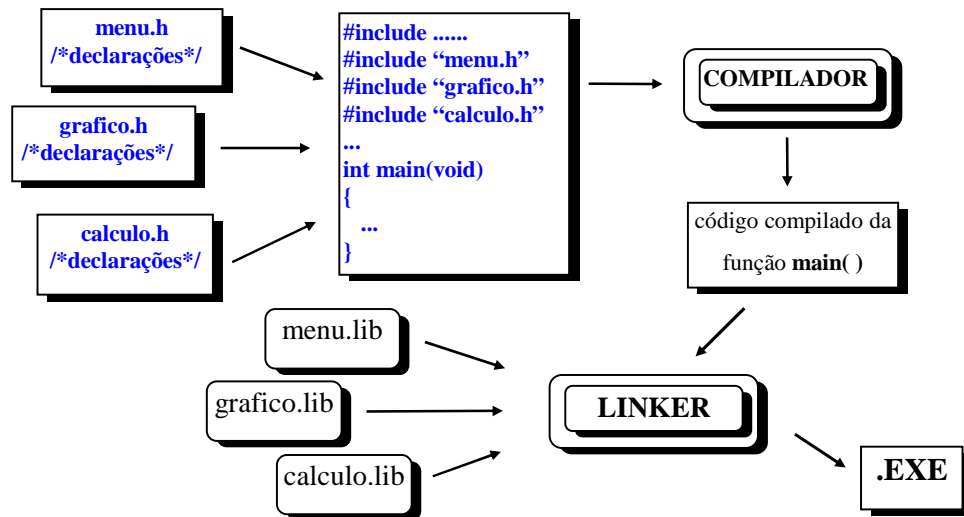 menu.h
/*declarações*/
grafico.h
/*declarações*/
calculo.h
/*declarações*/
#include ......
#include “menu.h”
#include “grafico.h”
#include “calculo.h”
...
int main(void)
{
...
}
COMPILADOR
código compilado da
função main( )
menu.lib
grafico.lib
calculo.lib
LINKER
.EXE